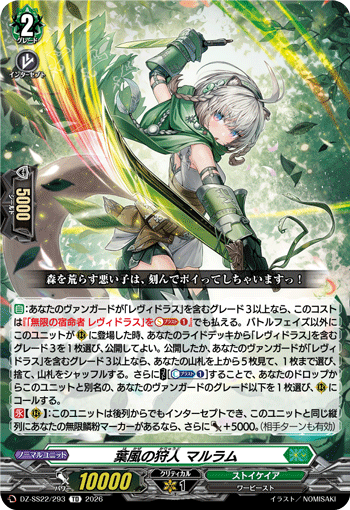 2
グレード
インターセプト
シールド
5000
森を荒らす悪い子は、刻んでポイってしちゃいますっ！
自：あなたのヴァンガードが「レヴィドラス」を含むグレード３以上なら、このコスト
は『「無限の宿命者 レヴィドラス」を ブラスト 1 』でも払える。バトルフェイズ以外に
このユニットが R に登場した時、あなたのライドデッキから「レヴィドラス」を含む
グレード３を１枚選び、公開してよい。公開したか、あなたのヴァンガードが「レヴィド
ラス」を含むグレード３以上なら、あなたの山札を上から５枚見て、１枚まで選び、
捨て、山札をシャッフルする。さらに ブラスト 1 することで、あなたのドロップか
らこのユニットと別名の、あなたのヴァンガードのグレード以下を１枚選び、R に
コールする。
永 R ：このユニットは後列からでもインターセプトでき、このユニットと同じ縦
列にあなたの無限鱗粉マーカーがあるなら、さらに +5000。（相手ターンも有効）
ノーマルユニット
葉風の狩人 マルラム
パワー
10000
クリティカル
1
ストイケイア
ワービースト
DZ-SS22/293 TD 2026
イラスト／NOMISAKI